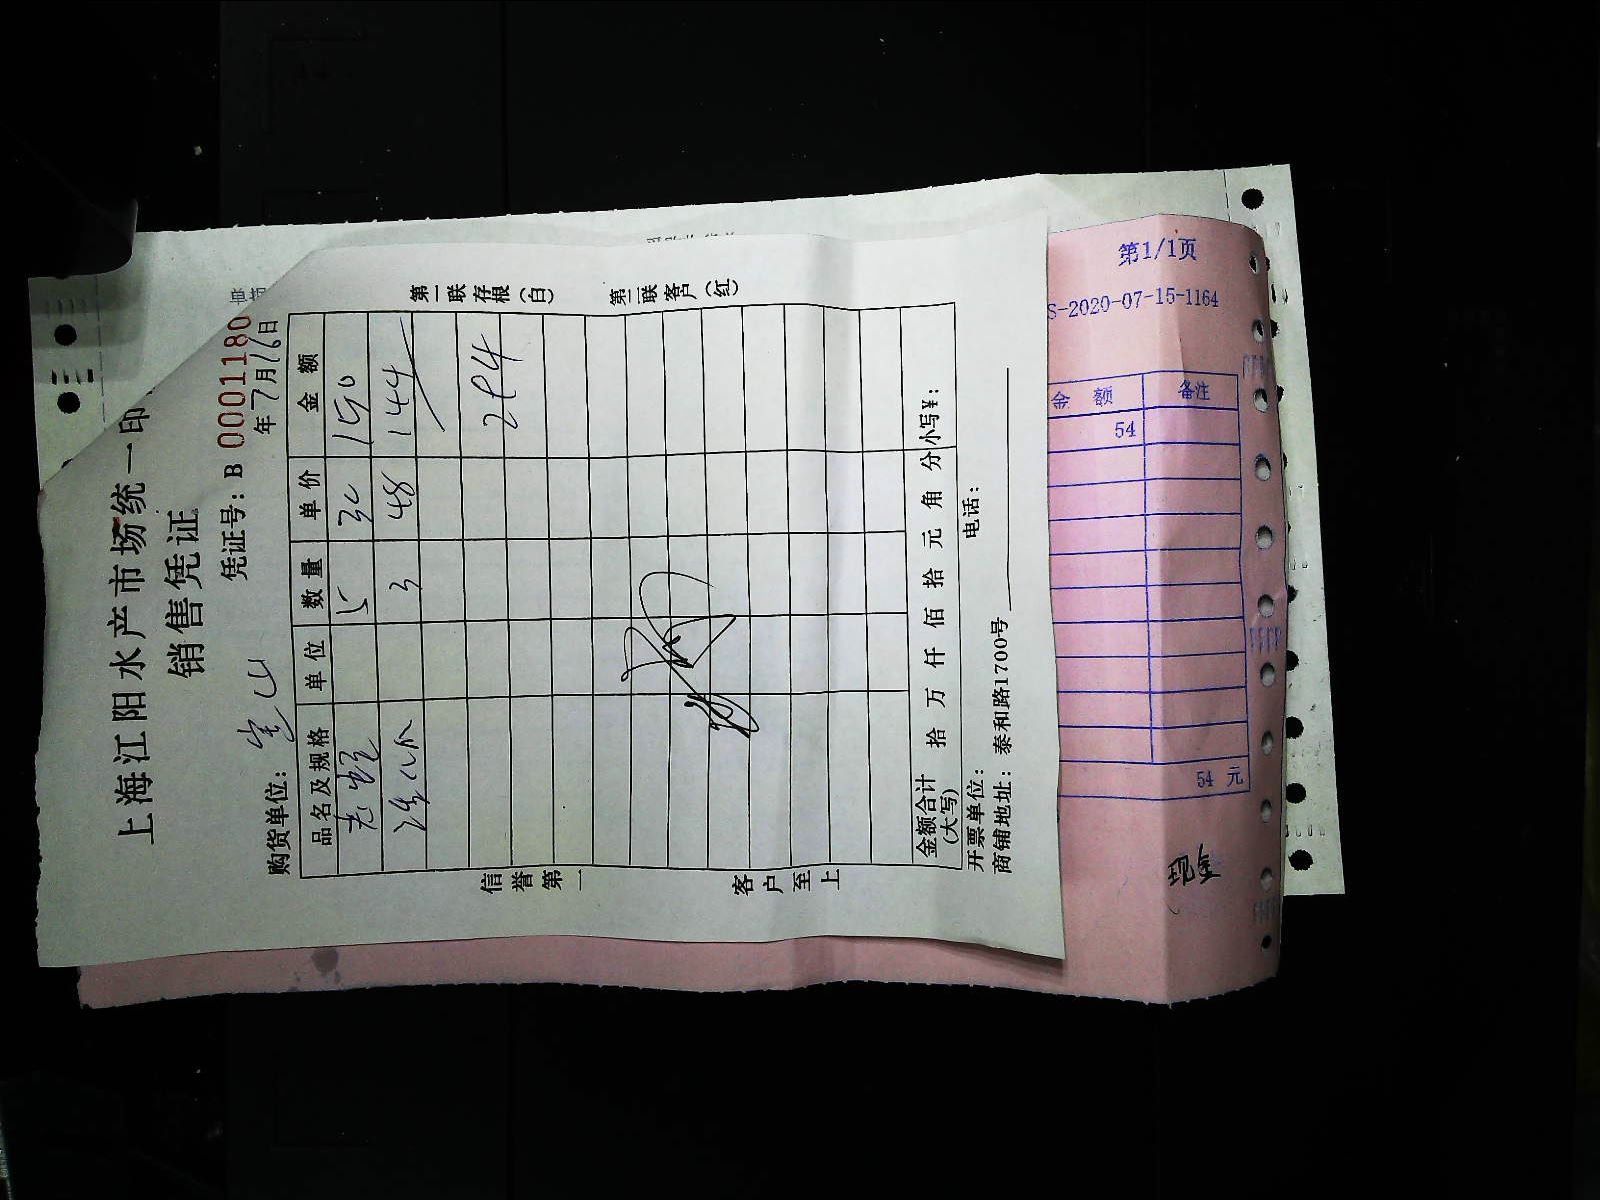 上海江阳水产市场统一印
销售凭证
凭证号：B 0001180
购货单位：宝山
年7月16日
品名及规格 单位 数量 单价 金额
5 30 150
3 48 144
294
第一联存根（白）
第二联客户（红）
信誉第一
客户至上
金额合计（大写） 拾 万 仟 佰 拾 元 角 分 小写¥：
开票单位： 电话：
商铺地址：泰和路1700号
第1/1页
S-2020-07-15-1164
金 额 备注
54
54 元
现金